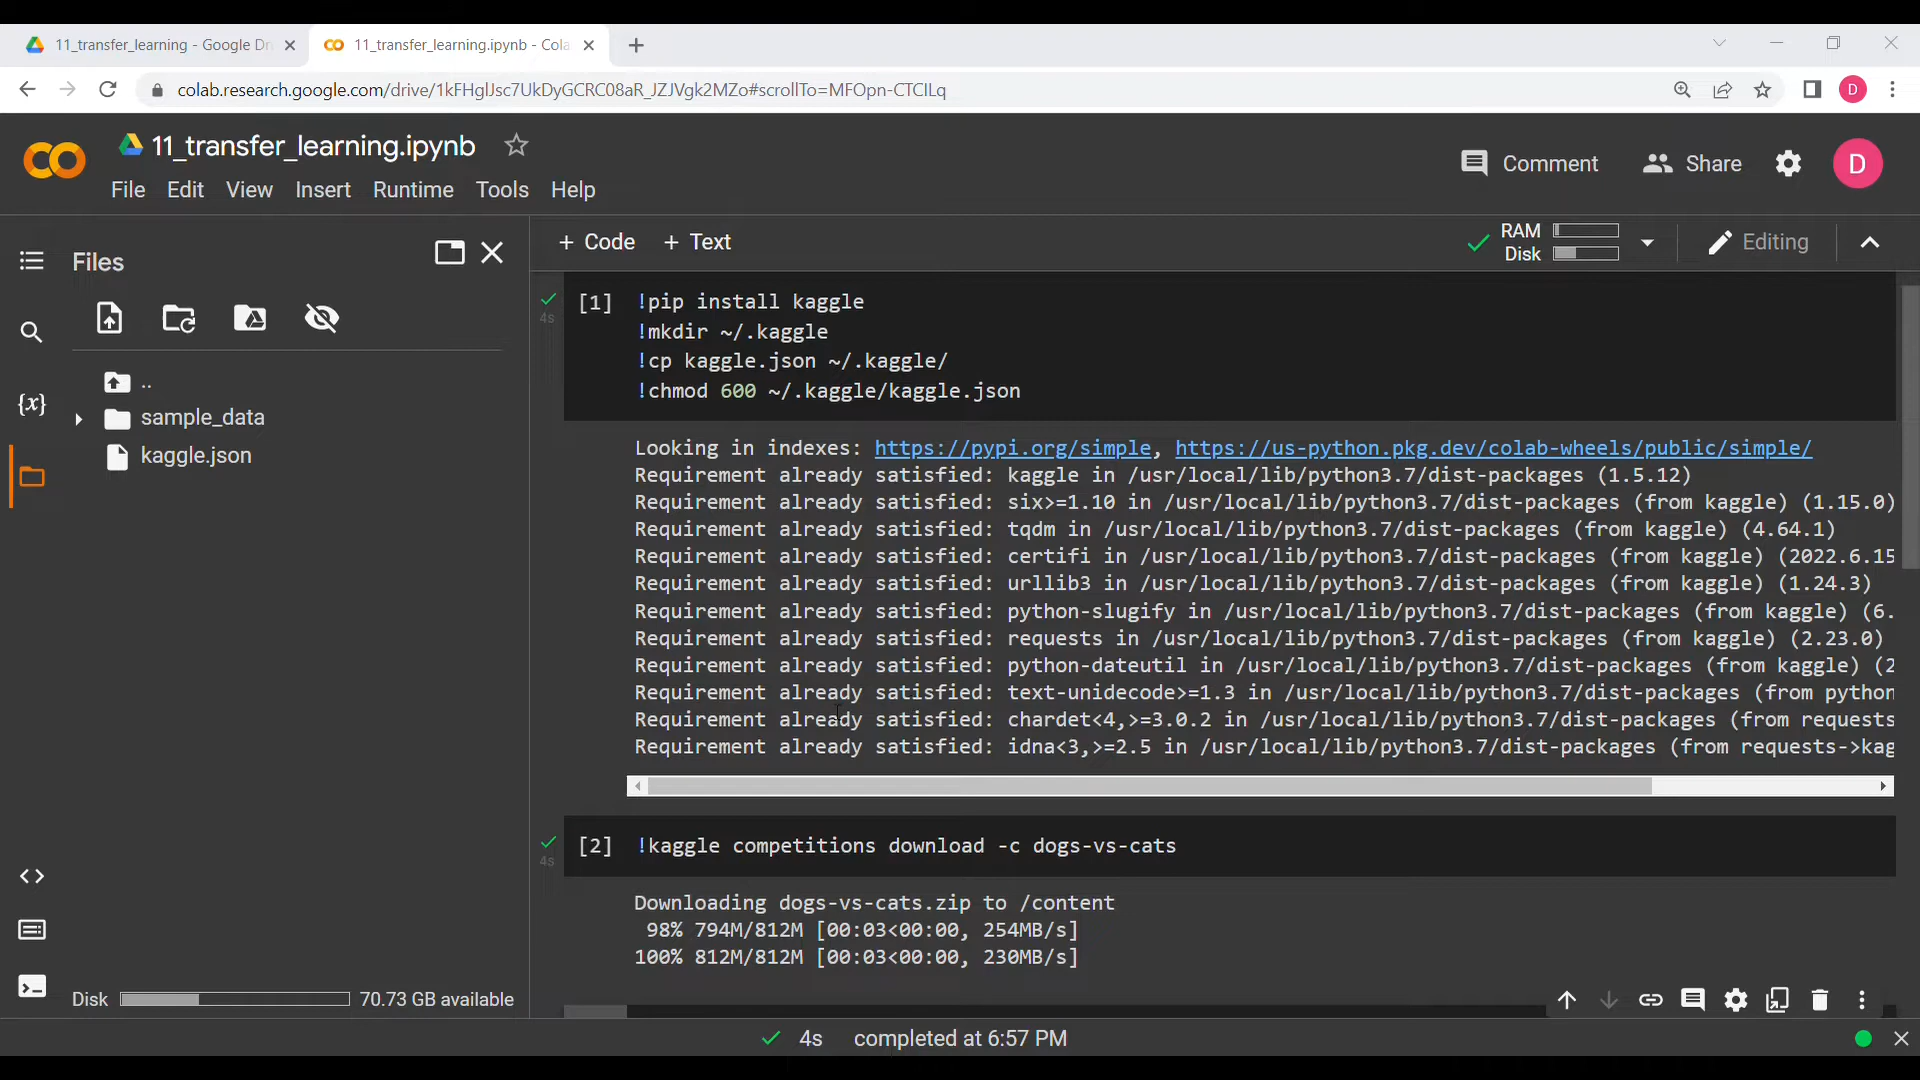 11_transfer_learning - Google Dr
11_transfer_learning.ipynb - Cola
colab.research.google.com/drive/1kFHglJsc7UkDyGCRC08aR_JZJVgk2MZo#scrollTo=MFOpn-CTCILq
D
11_transfer_learning.ipynb
File Edit View Insert Runtime Tools Help
Comment Share D
Files
+ Code + Text
RAM
Disk
Editing
..
sample_data
kaggle.json
{x}
4s
[1]
!pip install kaggle
!mkdir ~/.kaggle
!cp kaggle.json ~/.kaggle/
!chmod 600 ~/.kaggle/kaggle.json
Looking in indexes: https://pypi.org/simple, https://us-python.pkg.dev/colab-wheels/public/simple/
Requirement already satisfied: kaggle in /usr/local/lib/python3.7/dist-packages (1.5.12)
Requirement already satisfied: six>=1.10 in /usr/local/lib/python3.7/dist-packages (from kaggle) (1.15.0)
Requirement already satisfied: tqdm in /usr/local/lib/python3.7/dist-packages (from kaggle) (4.64.1)
Requirement already satisfied: certifi in /usr/local/lib/python3.7/dist-packages (from kaggle) (2022.6.15
Requirement already satisfied: urllib3 in /usr/local/lib/python3.7/dist-packages (from kaggle) (1.24.3)
Requirement already satisfied: python-slugify in /usr/local/lib/python3.7/dist-packages (from kaggle) (6.
Requirement already satisfied: requests in /usr/local/lib/python3.7/dist-packages (from kaggle) (2.23.0)
Requirement already satisfied: python-dateutil in /usr/local/lib/python3.7/dist-packages (from kaggle) (2
Requirement already satisfied: text-unidecode>=1.3 in /usr/local/lib/python3.7/dist-packages (from python
Requirement already satisfied: chardet<4,>=3.0.2 in /usr/local/lib/python3.7/dist-packages (from requests
Requirement already satisfied: idna<3,>=2.5 in /usr/local/lib/python3.7/dist-packages (from requests->kag
4s
[2]
!kaggle competitions download -c dogs-vs-cats
Downloading dogs-vs-cats.zip to /content
98% 794M/812M [00:03<00:00, 254MB/s]
100% 812M/812M [00:03<00:00, 230MB/s]
Disk 70.73 GB available
4s completed at 6:57 PM